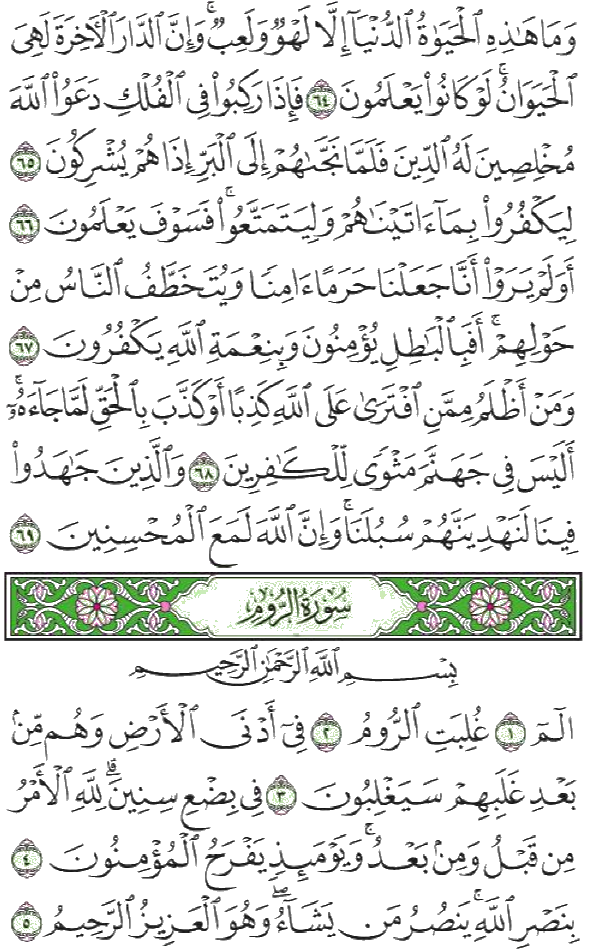 وَمَا هَٰذِهِ ٱلْحَيَوٰةُ ٱلدُّنْيَآ إِلَّا لَهْوٌ وَلَعِبٌ ۚ وَإِنَّ ٱلدَّارَ ٱلْءَاخِرَةَ لَهِىَ
ٱلْحَيَوَانُ ۚ لَوْ كَانُوا۟ يَعْلَمُونَ ٦٤ فَإِذَا رَكِبُوا۟ فِى ٱلْفُلْكِ دَعَوُا۟ ٱللَّهَ
مُخْلِصِينَ لَهُ ٱلدِّينَ فَلَمَّا نَجَّىٰهُمْ إِلَى ٱلْبَرِّ إِذَا هُمْ يُشْرِكُونَ ٦٥
لِيَكْفُرُوا۟ بِمَآ ءَاتَيْنَٰهُمْ وَلِيَتَمَتَّعُوا۟ ۖ فَسَوْفَ يَعْلَمُونَ ٦٦
أَوَلَمْ يَرَوْا۟ أَنَّا جَعَلْنَا حَرَمًا ءَامِنًا وَيُتَخَطَّفُ ٱلنَّاسُ مِنْ
حَوْلِهِمْ ۚ أَفَبِٱلْبَٰطِلِ يُؤْمِنُونَ وَبِنِعْمَةِ ٱللَّهِ يَكْفُرُونَ ٦٧
وَمَنْ أَظْلَمُ مِمَّنِ ٱفْتَرَىٰ عَلَى ٱللَّهِ كَذِبًا أَوْ كَذَّبَ بِٱلْحَقِّ لَمَّا جَآءَهُۥٓ ۚ
أَلَيْسَ فِى جَهَنَّمَ مَثْوًى لِّلْكَٰفِرِينَ ٦٨ وَٱلَّذِينَ جَٰهَدُوا۟
فِينَا لَنَهْدِيَنَّهُمْ سُبُلَنَا ۚ وَإِنَّ ٱللَّهَ لَمَعَ ٱلْمُحْسِنِينَ ٦٩
سُورَةُ ٱلرُّومِ
بِسْمِ ٱللَّهِ ٱلرَّحْمَٰنِ ٱلرَّحِيمِ
الٓمٓ ١ غُلِبَتِ ٱلرُّومُ ٢ فِىٓ أَدْنَى ٱلْأَرْضِ وَهُم مِّنۢ
بَعْدِ غَلَبِهِمْ سَيَغْلِبُونَ ٣ فِى بِضْعِ سِنِينَ ۗ لِلَّهِ ٱلْأَمْرُ
مِن قَبْلُ وَمِنۢ بَعْدُ ۚ وَيَوْمَئِذٍ يَفْرَحُ ٱلْمُؤْمِنُونَ ٤
بِنَصْرِ ٱللَّهِ ۚ يَنصُرُ مَن يَشَآءُ ۖ وَهُوَ ٱلْعَزِيزُ ٱلرَّحِيمُ ٥